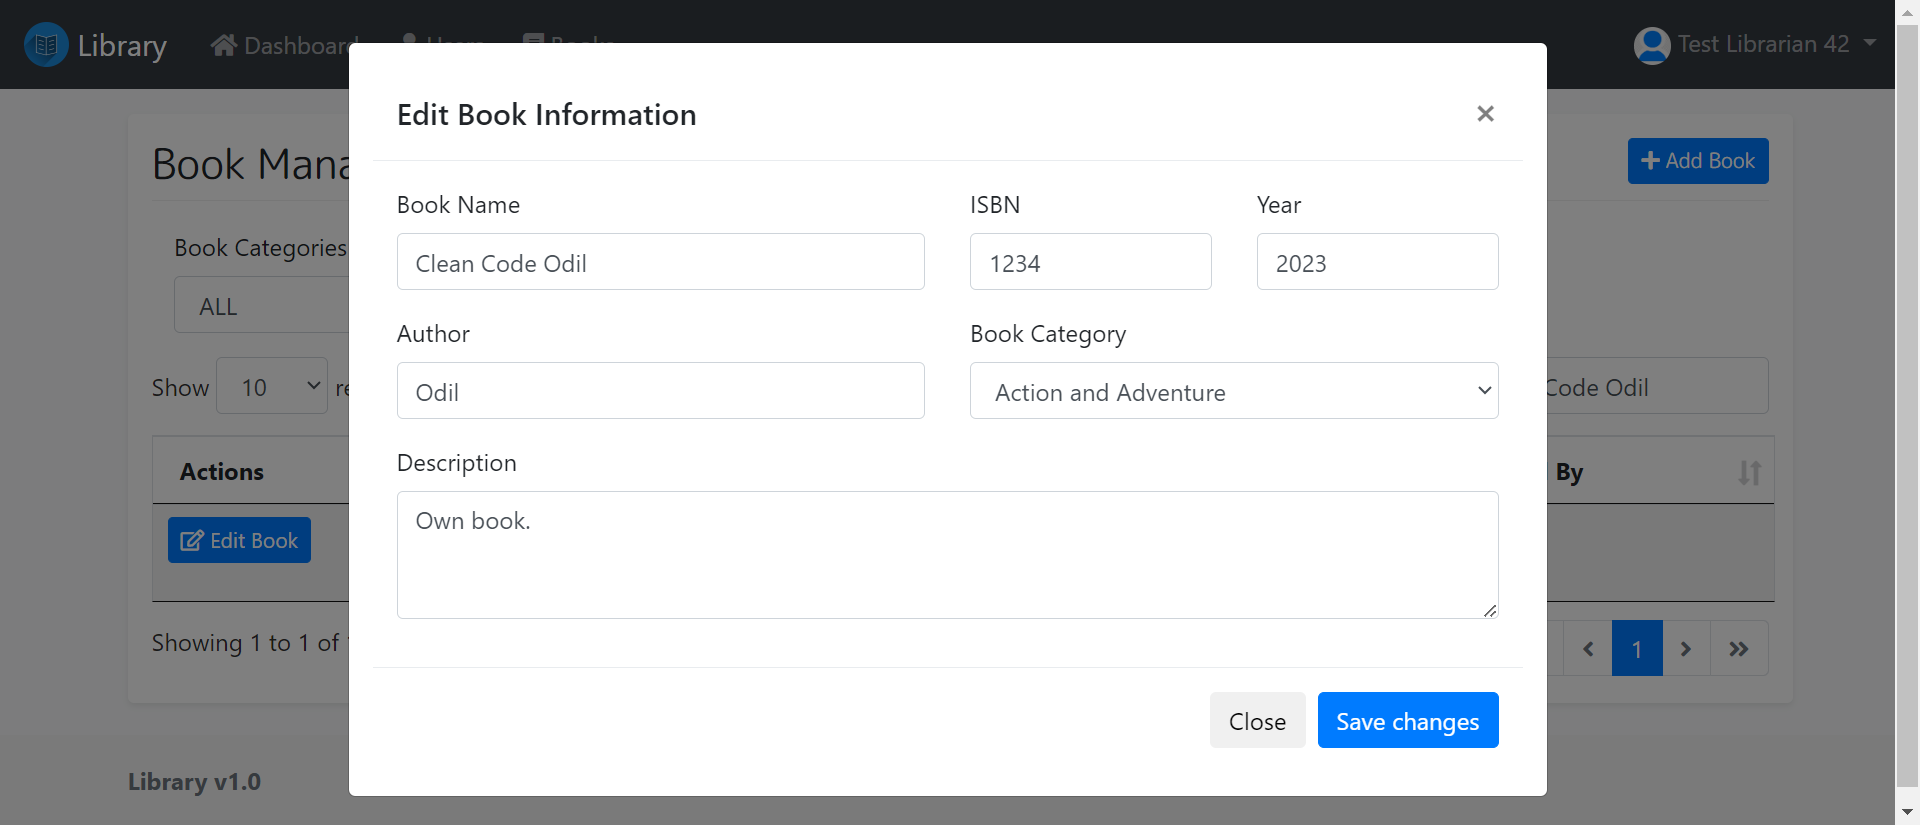 Library Dashboard Users Books Test Librarian 42
Edit Book Information ×
Book Mana
Add Book
Book Name ISBN Year
Book Categories
Clean Code Odil 1234 2023
ALL
Author Book Category
Show 10 re Code Odil
Odil Action and Adventure
Description
Actions By
Own book.
Edit Book
Showing 1 to 1 of
1
Close Save changes
Library v1.0